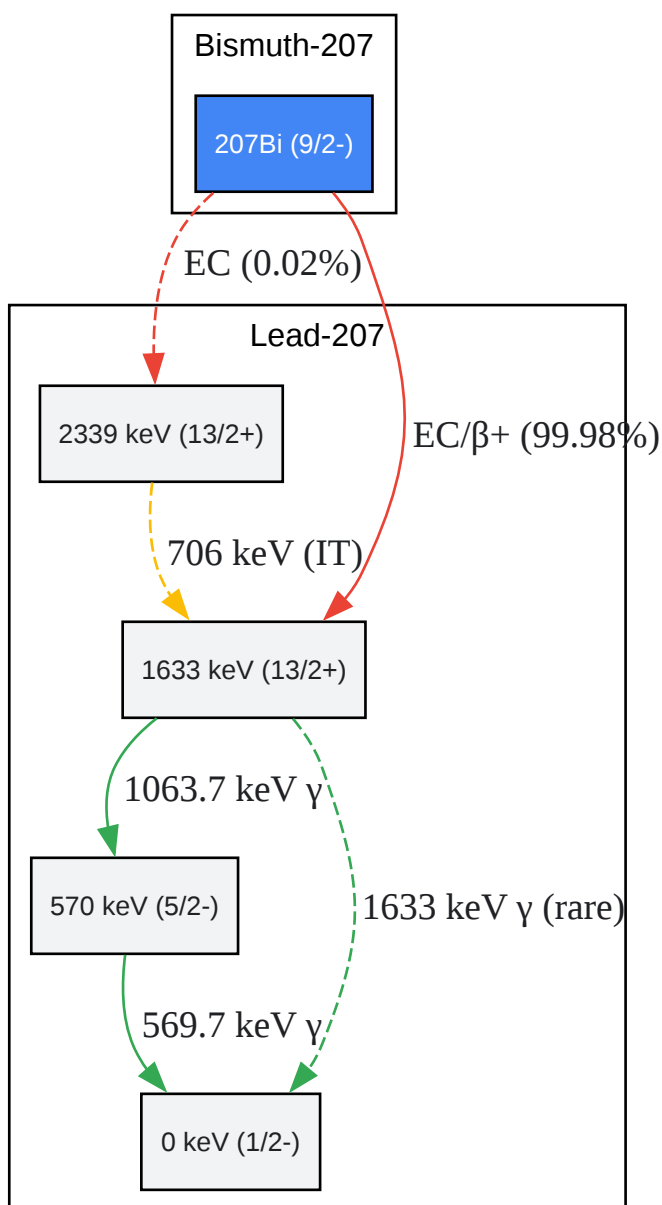 Bismuth-207
207Bi (9/2-)
EC (0.02%)
Lead-207
2339 keV (13/2+)
EC/β+ (99.98%)
706 keV (IT)
1633 keV (13/2+)
1063.7 keV γ
570 keV (5/2-)
1633 keV γ (rare)
569.7 keV γ
0 keV (1/2-)